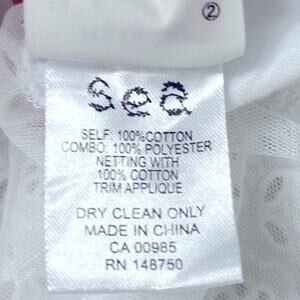 ②
sea
SELF: 100%COTTON
COMBO: 100% POLYESTER
NETTING WITH
100% COTTON
TRIM APPLIQUE
DRY CLEAN ONLY
MADE IN CHINA
CA 00985
RN 148750